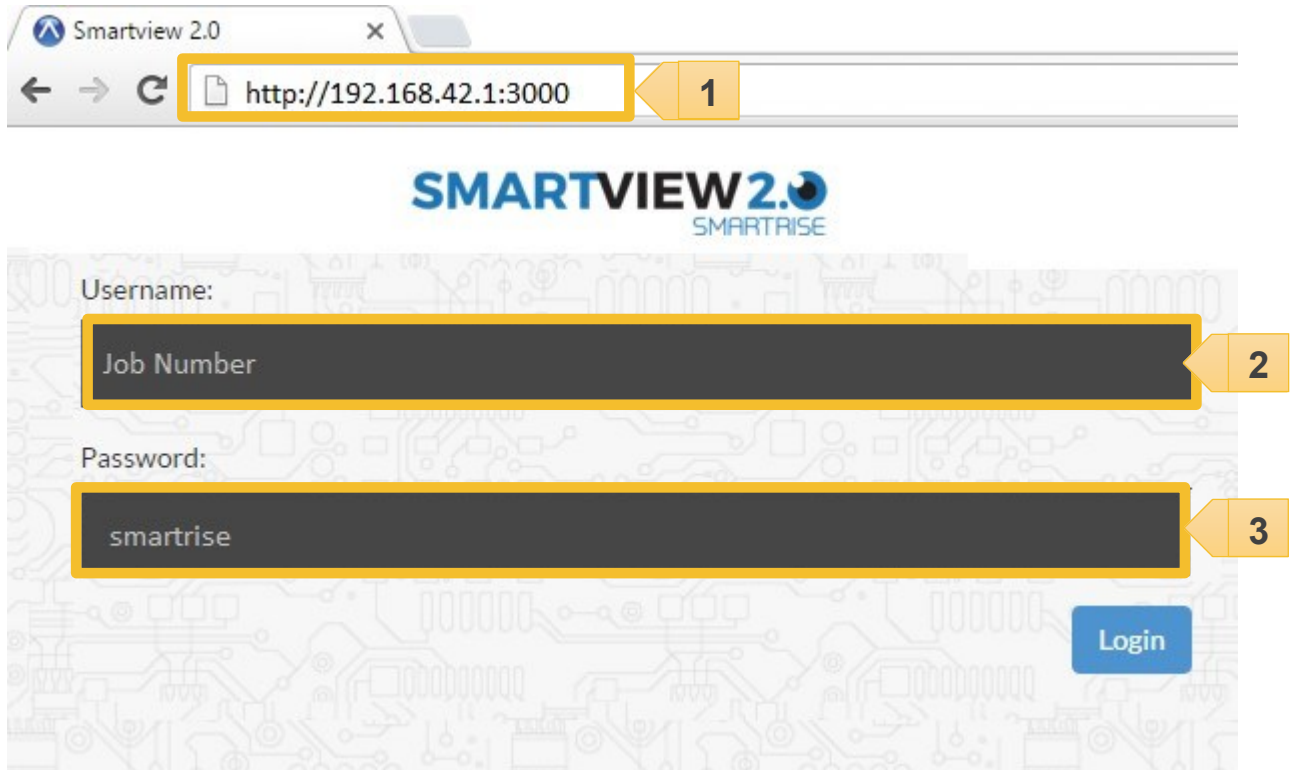 Smartview 2.0
http://192.168.42.1:3000
1
SMARTVIEW 2.0
SMARTRISE
Username:
Job Number
2
Password:
smartrise
3
Login